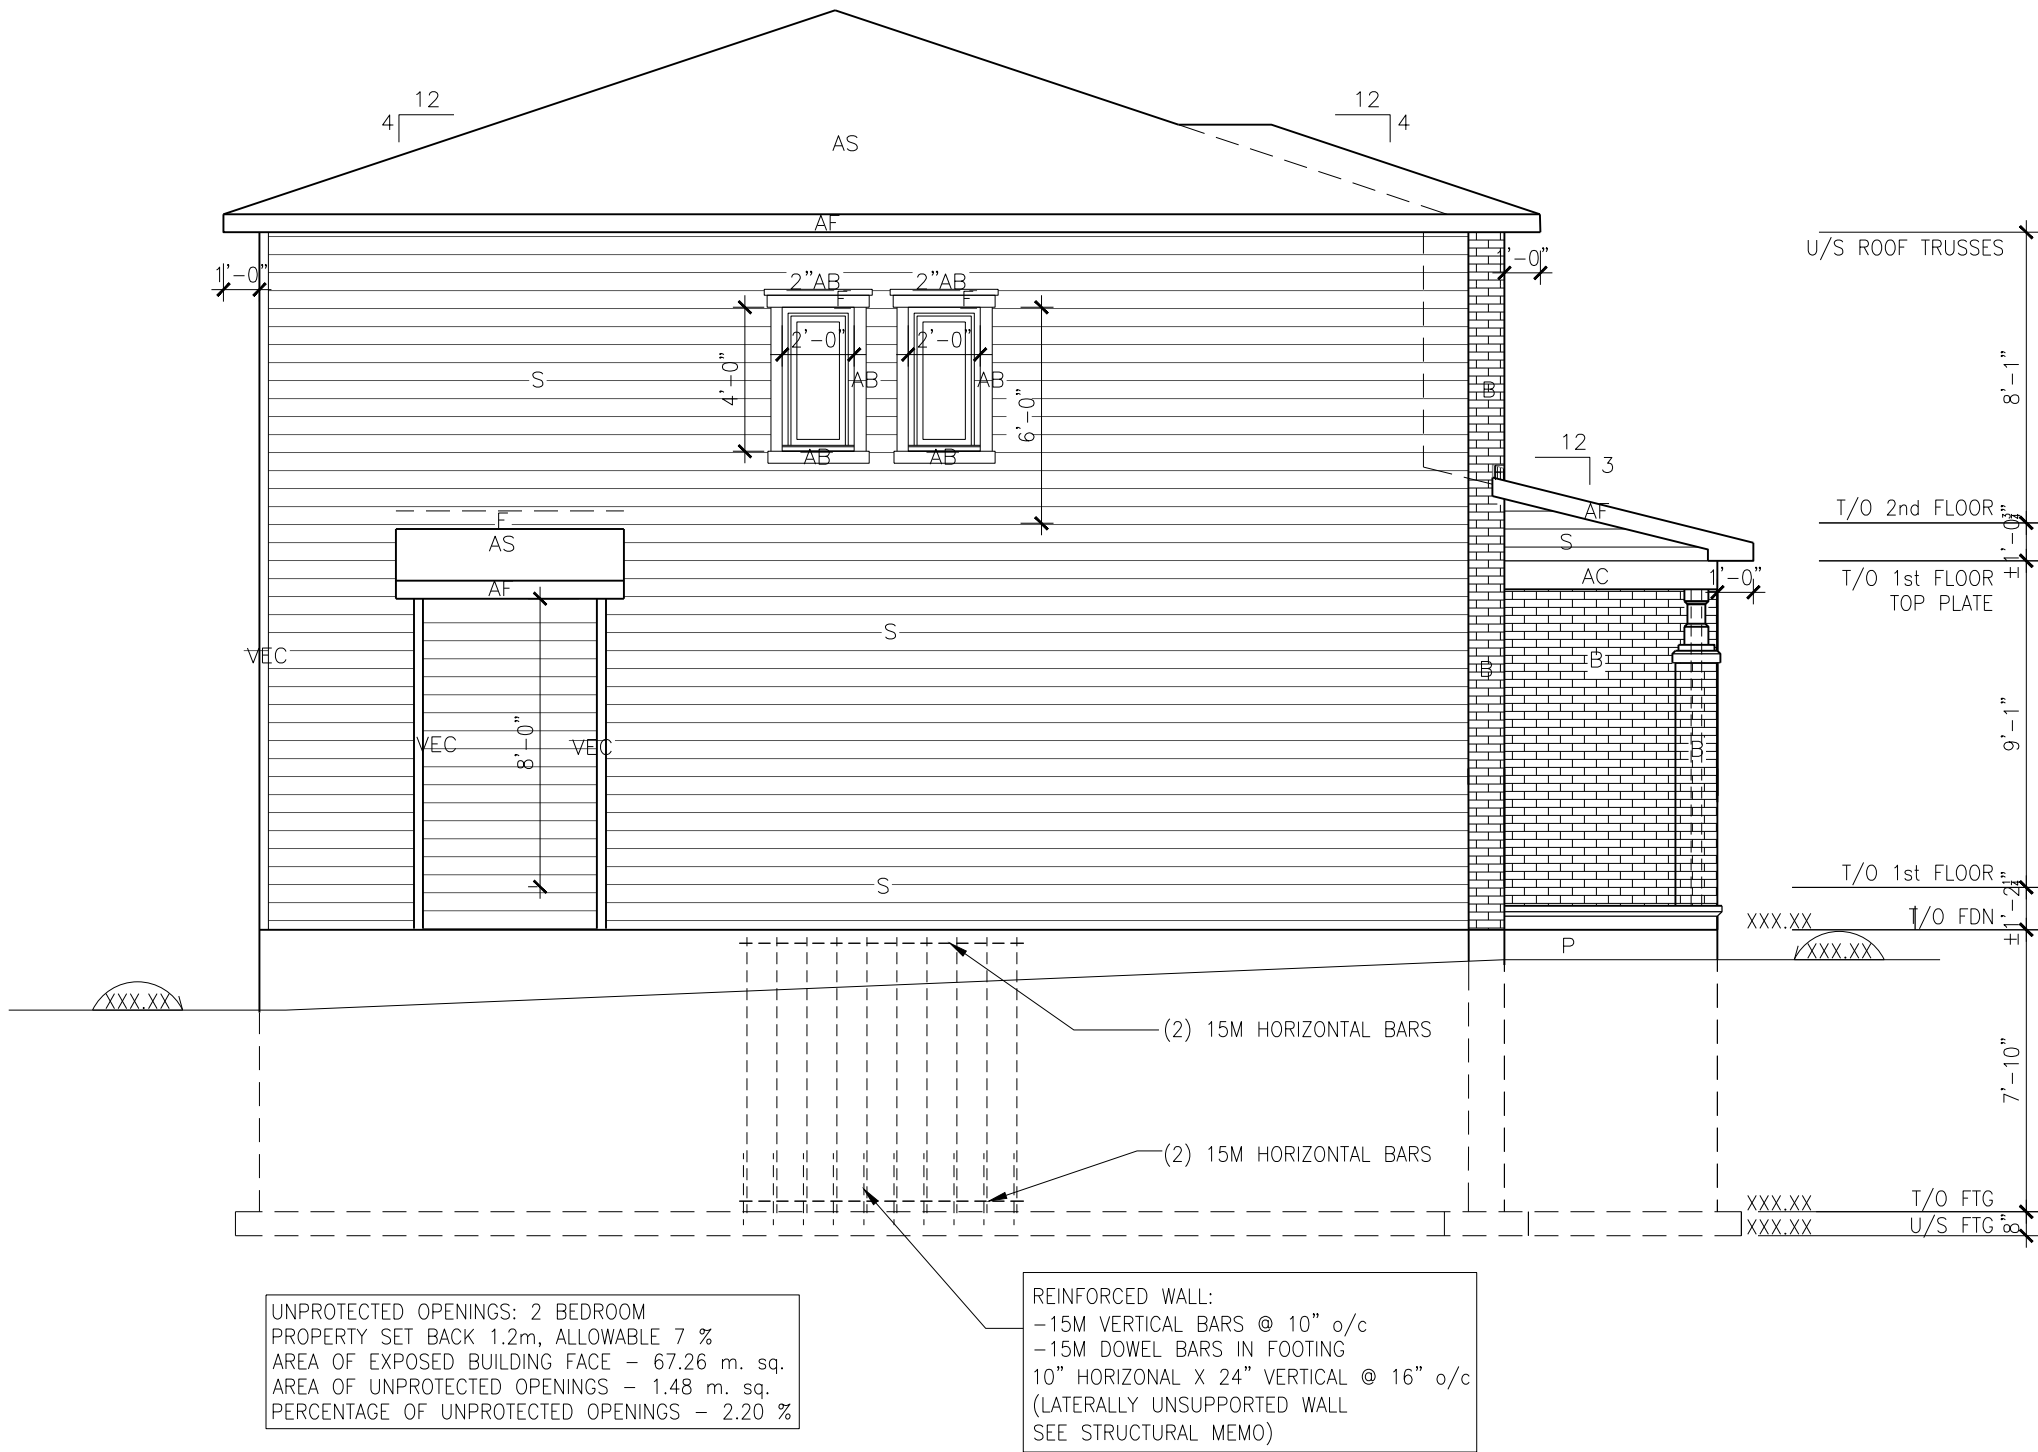 12
4
12
4
AS
AF
U/S ROOF TRUSSES
1'-0"
'-0"
2"AB
2"AB
F
F
2'-0"
2'-0"
4'-0"
S
AB
AB
B
8'-1"
6'-0"
AB
AB
12
3
T/O 2nd FLOOR
AF
F
AS
S
AF
AC
1'-0"
T/O 1st FLOOR
TOP PLATE
S
VEC
B
B
VEC
8'-0"
VEC
B
9'-1"
T/O 1st FLOOR
S
XXX.XX
T/O FDN
P
XXX.XX
XXX.XX
(2) 15M HORIZONTAL BARS
7'-10"
(2) 15M HORIZONTAL BARS
XXX.XX
T/O FTG
XXX.XX
U/S FTG
8"
UNPROTECTED OPENINGS: 2 BEDROOM
PROPERTY SET BACK 1.2m, ALLOWABLE 7 %
AREA OF EXPOSED BUILDING FACE – 67.26 m. sq.
AREA OF UNPROTECTED OPENINGS – 1.48 m. sq.
PERCENTAGE OF UNPROTECTED OPENINGS – 2.20 %
REINFORCED WALL:
-15M VERTICAL BARS @ 10" o/c
-15M DOWEL BARS IN FOOTING
10" HORIZONAL X 24" VERTICAL @ 16" o/c
(LATERALLY UNSUPPORTED WALL
SEE STRUCTURAL MEMO)